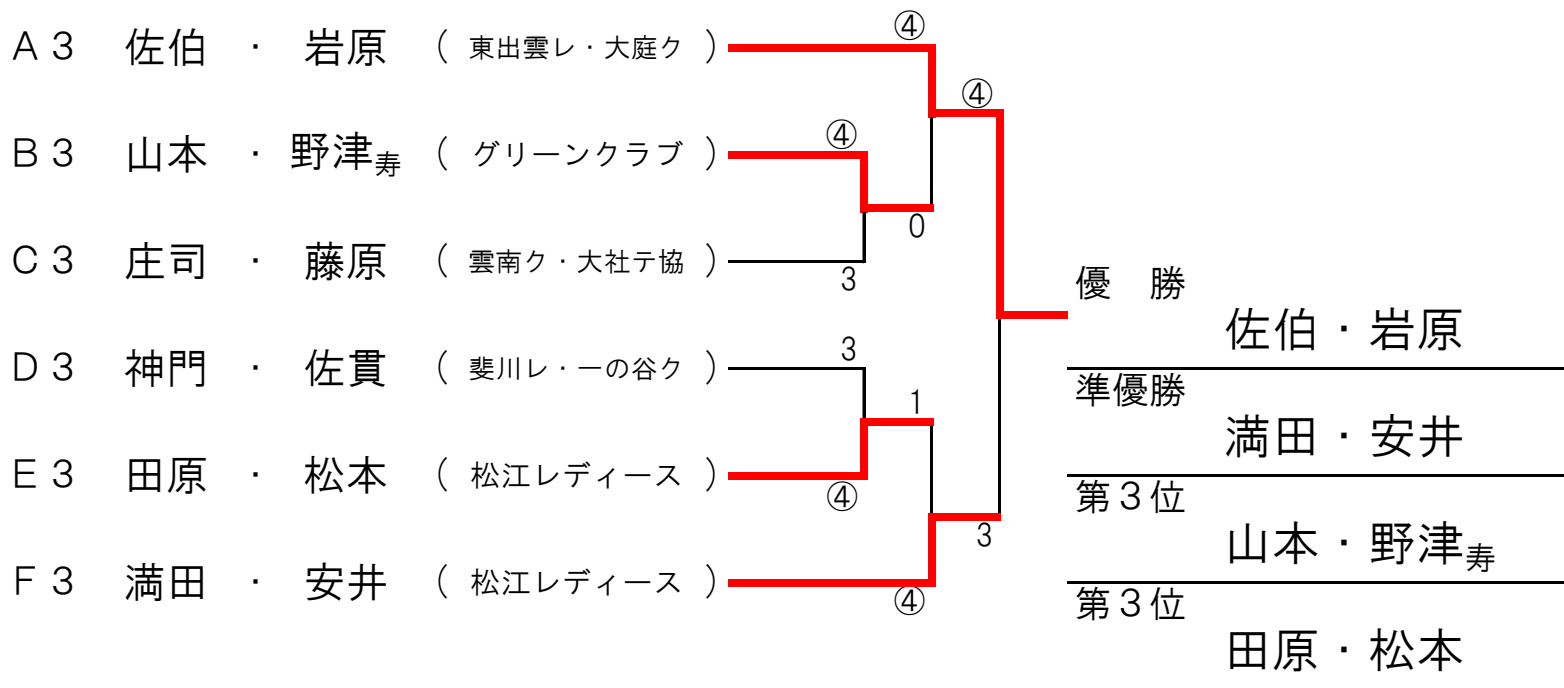 ④
A３ 佐伯 ・ 岩原 （ 東出雲レ・大庭ク ）
④
④
B３ 山本 ・ 野津寿 （ グリーンクラブ ）
0
C３ 庄司 ・ 藤原 （ 雲南ク・大社テ協 ）
3
優　勝
佐伯・岩原
3
D３ 神門 ・ 佐貫 （ 斐川レ・一の谷ク ）
準優勝
1
満田・安井
E３ 田原 ・ 松本 （ 松江レディース ）
④
第３位
3
山本・野津寿
F３ 満田 ・ 安井 （ 松江レディース ）
④
第３位
田原・松本